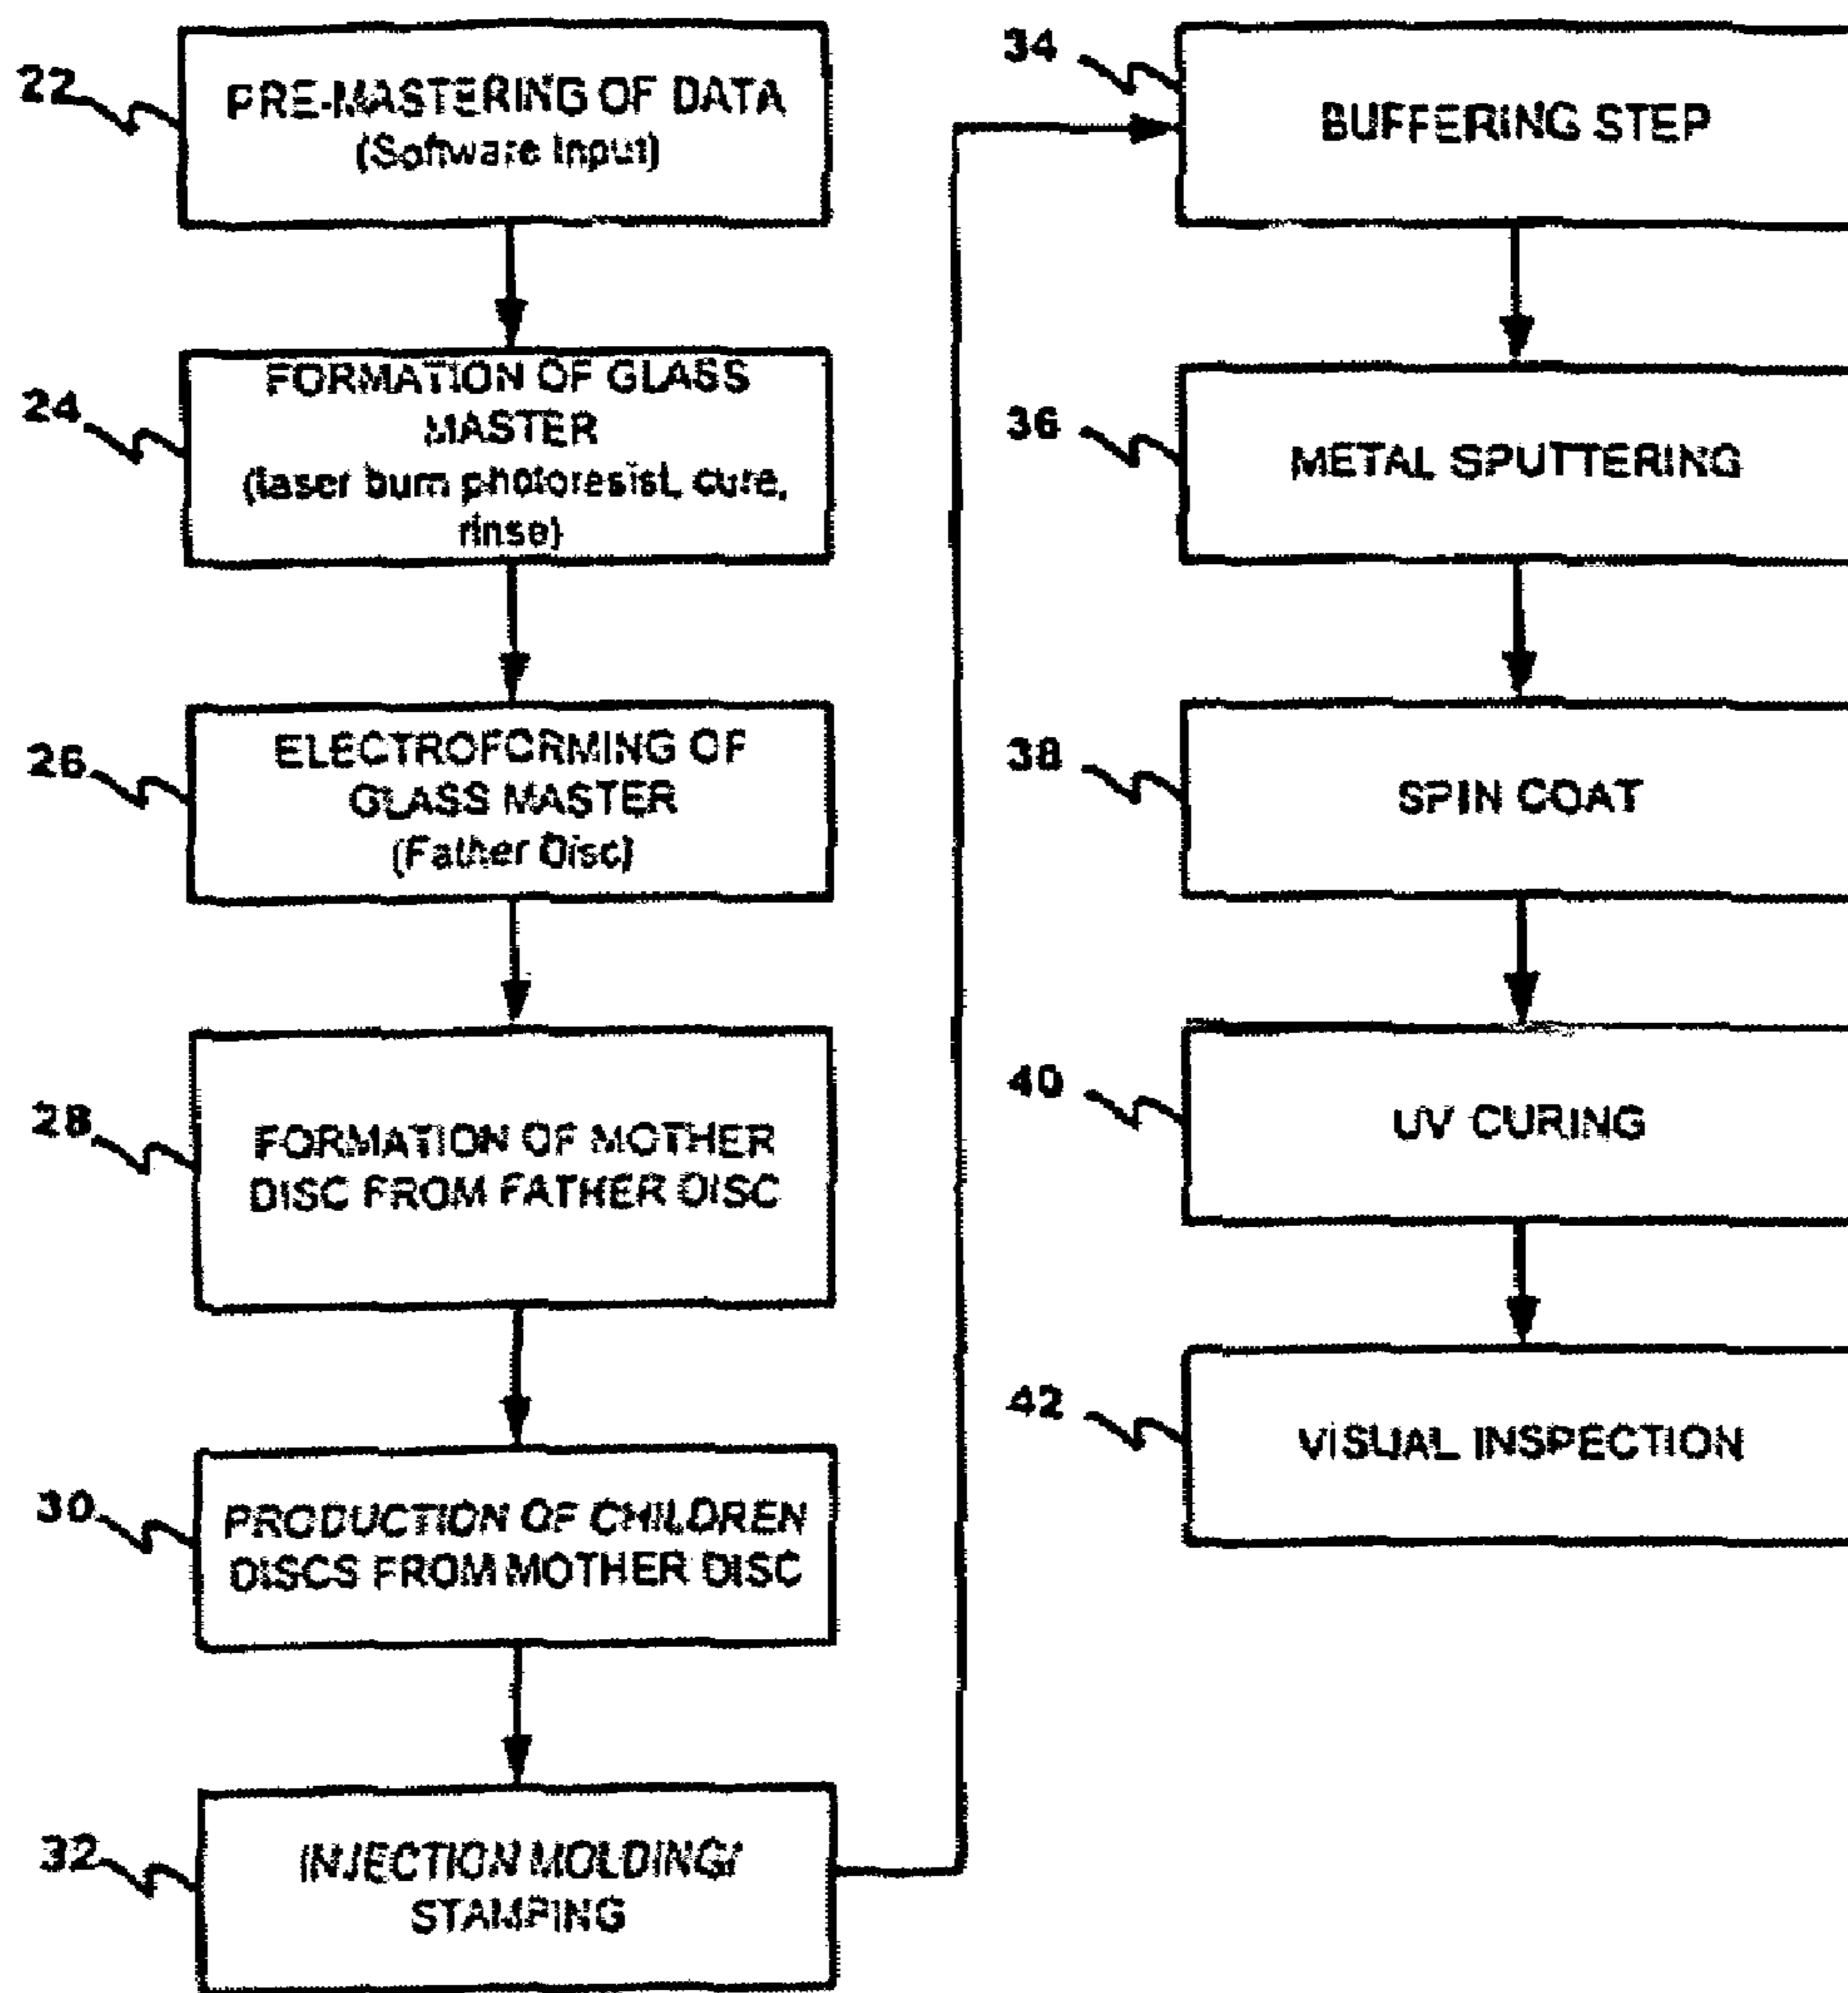 22
PRE-MASTERING OF DATA
(Software Input)
24
FORMATION OF GLASS
MASTER
(laser burn photoresist, cure,
rinse)
26
ELECTROFORMING OF
GLASS MASTER
(Father Disc)
28
FORMATION OF MOTHER
DISC FROM FATHER DISC
30
PRODUCTION OF CHILDREN
DISCS FROM MOTHER DISC
32
INJECTION MOLDING/
STAMPING
34
BUFFERING STEP
36
METAL SPUTTERING
38
SPIN COAT
40
UV CURING
42
VISUAL INSPECTION